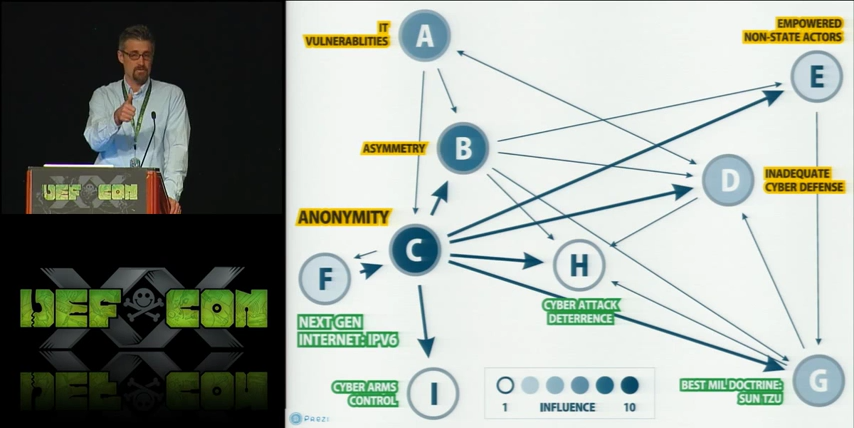 DEF CON
DEF CON
IT
VULNERABLITIES
A
EMPOWERED
NON-STATE ACTORS
E
ASYMMETRY
B
D
INADEQUATE
CYBER DEFENSE
ANONYMITY
C
F
H
NEXT GEN
INTERNET: IPV6
CYBER ATTACK
DETERRENCE
CYBER ARMS
CONTROL
I
1 INFLUENCE 10
BEST MIL DOCTRINE:
SUN TZU
G
PREZI